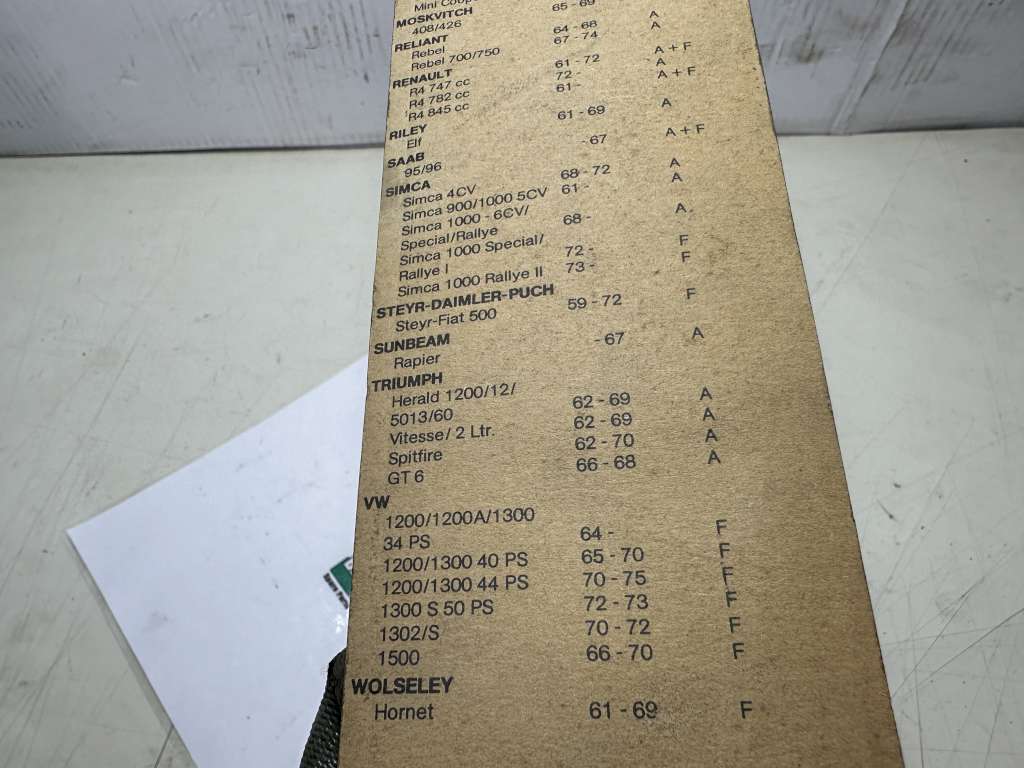 Mini Coop 65 - 69
MOSKVITCH
408/426 64 - 68 A
RELIANT 67 - 74 A
Rebel
Rebel 700/750 61 - 72 A + F
RENAULT 72 - A
R4 747 cc 61 - A + F
R4 782 cc
R4 845 cc 61 - 69 A
RILEY
Elf - 67 A + F
SAAB
95/96 68 - 72 A
SIMCA 61 - A
Simca 4CV
Simca 900/1000 5CV 68 - A
Simca 1000 - 6CV/
Special/Rallye 72 - F
Simca 1000 Special/ 73 - F
Rallye I
Simca 1000 Rallye II 59 - 72 F
STEYR-DAIMLER-PUCH
Steyr-Fiat 500 - 67 A
SUNBEAM
Rapier
TRIUMPH
Herald 1200/12/ 62 - 69 A
5013/60 62 - 69 A
Vitesse/ 2 Ltr. 62 - 70 A
Spitfire 66 - 68 A
GT 6
VW
1200/1200A/1300
34 PS 64 - F
1200/1300 40 PS 65 - 70 F
1200/1300 44 PS 70 - 75 F
1300 S 50 PS 72 - 73 F
1302/S 70 - 72 F
1500 66 - 70 F
WOLSELEY
Hornet 61 - 69 F